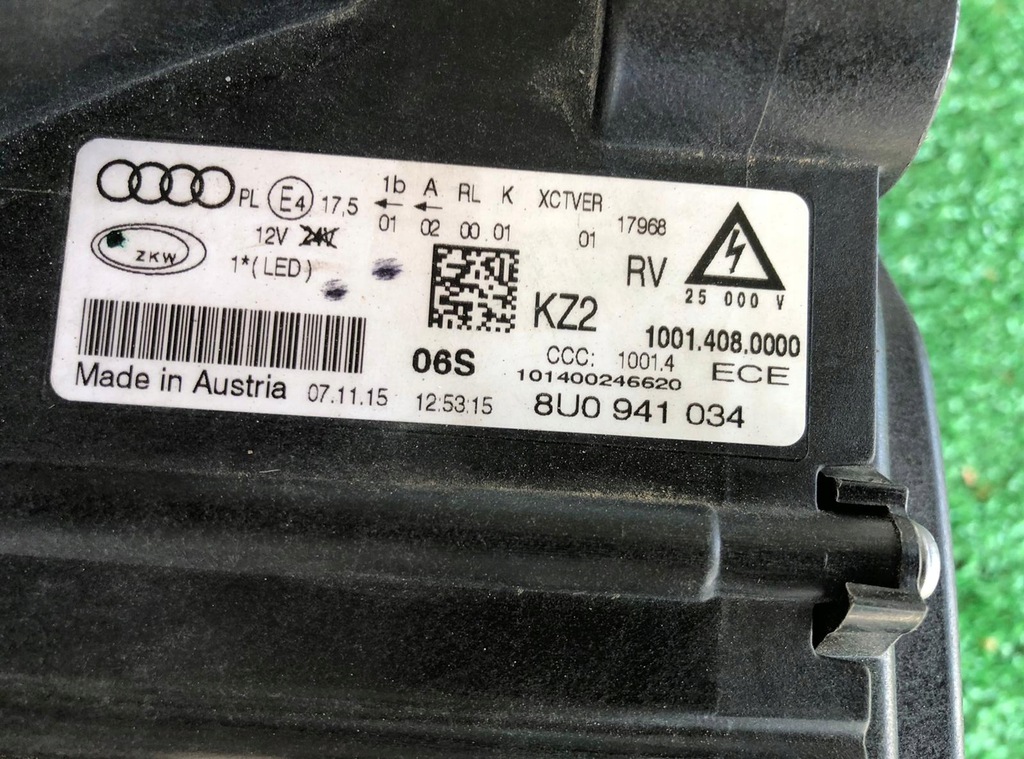 PL E4 17,5 1b A RL K XCTVER 17968
01 02 00 01 01
12V 24V
ZKW
1*(LED)
RV
25 000 V
KZ2
1001.408.0000
06S
CCC: 1001.4
101400246620
ECE
Made in Austria 07.11.15 12:53:15
8U0 941 034